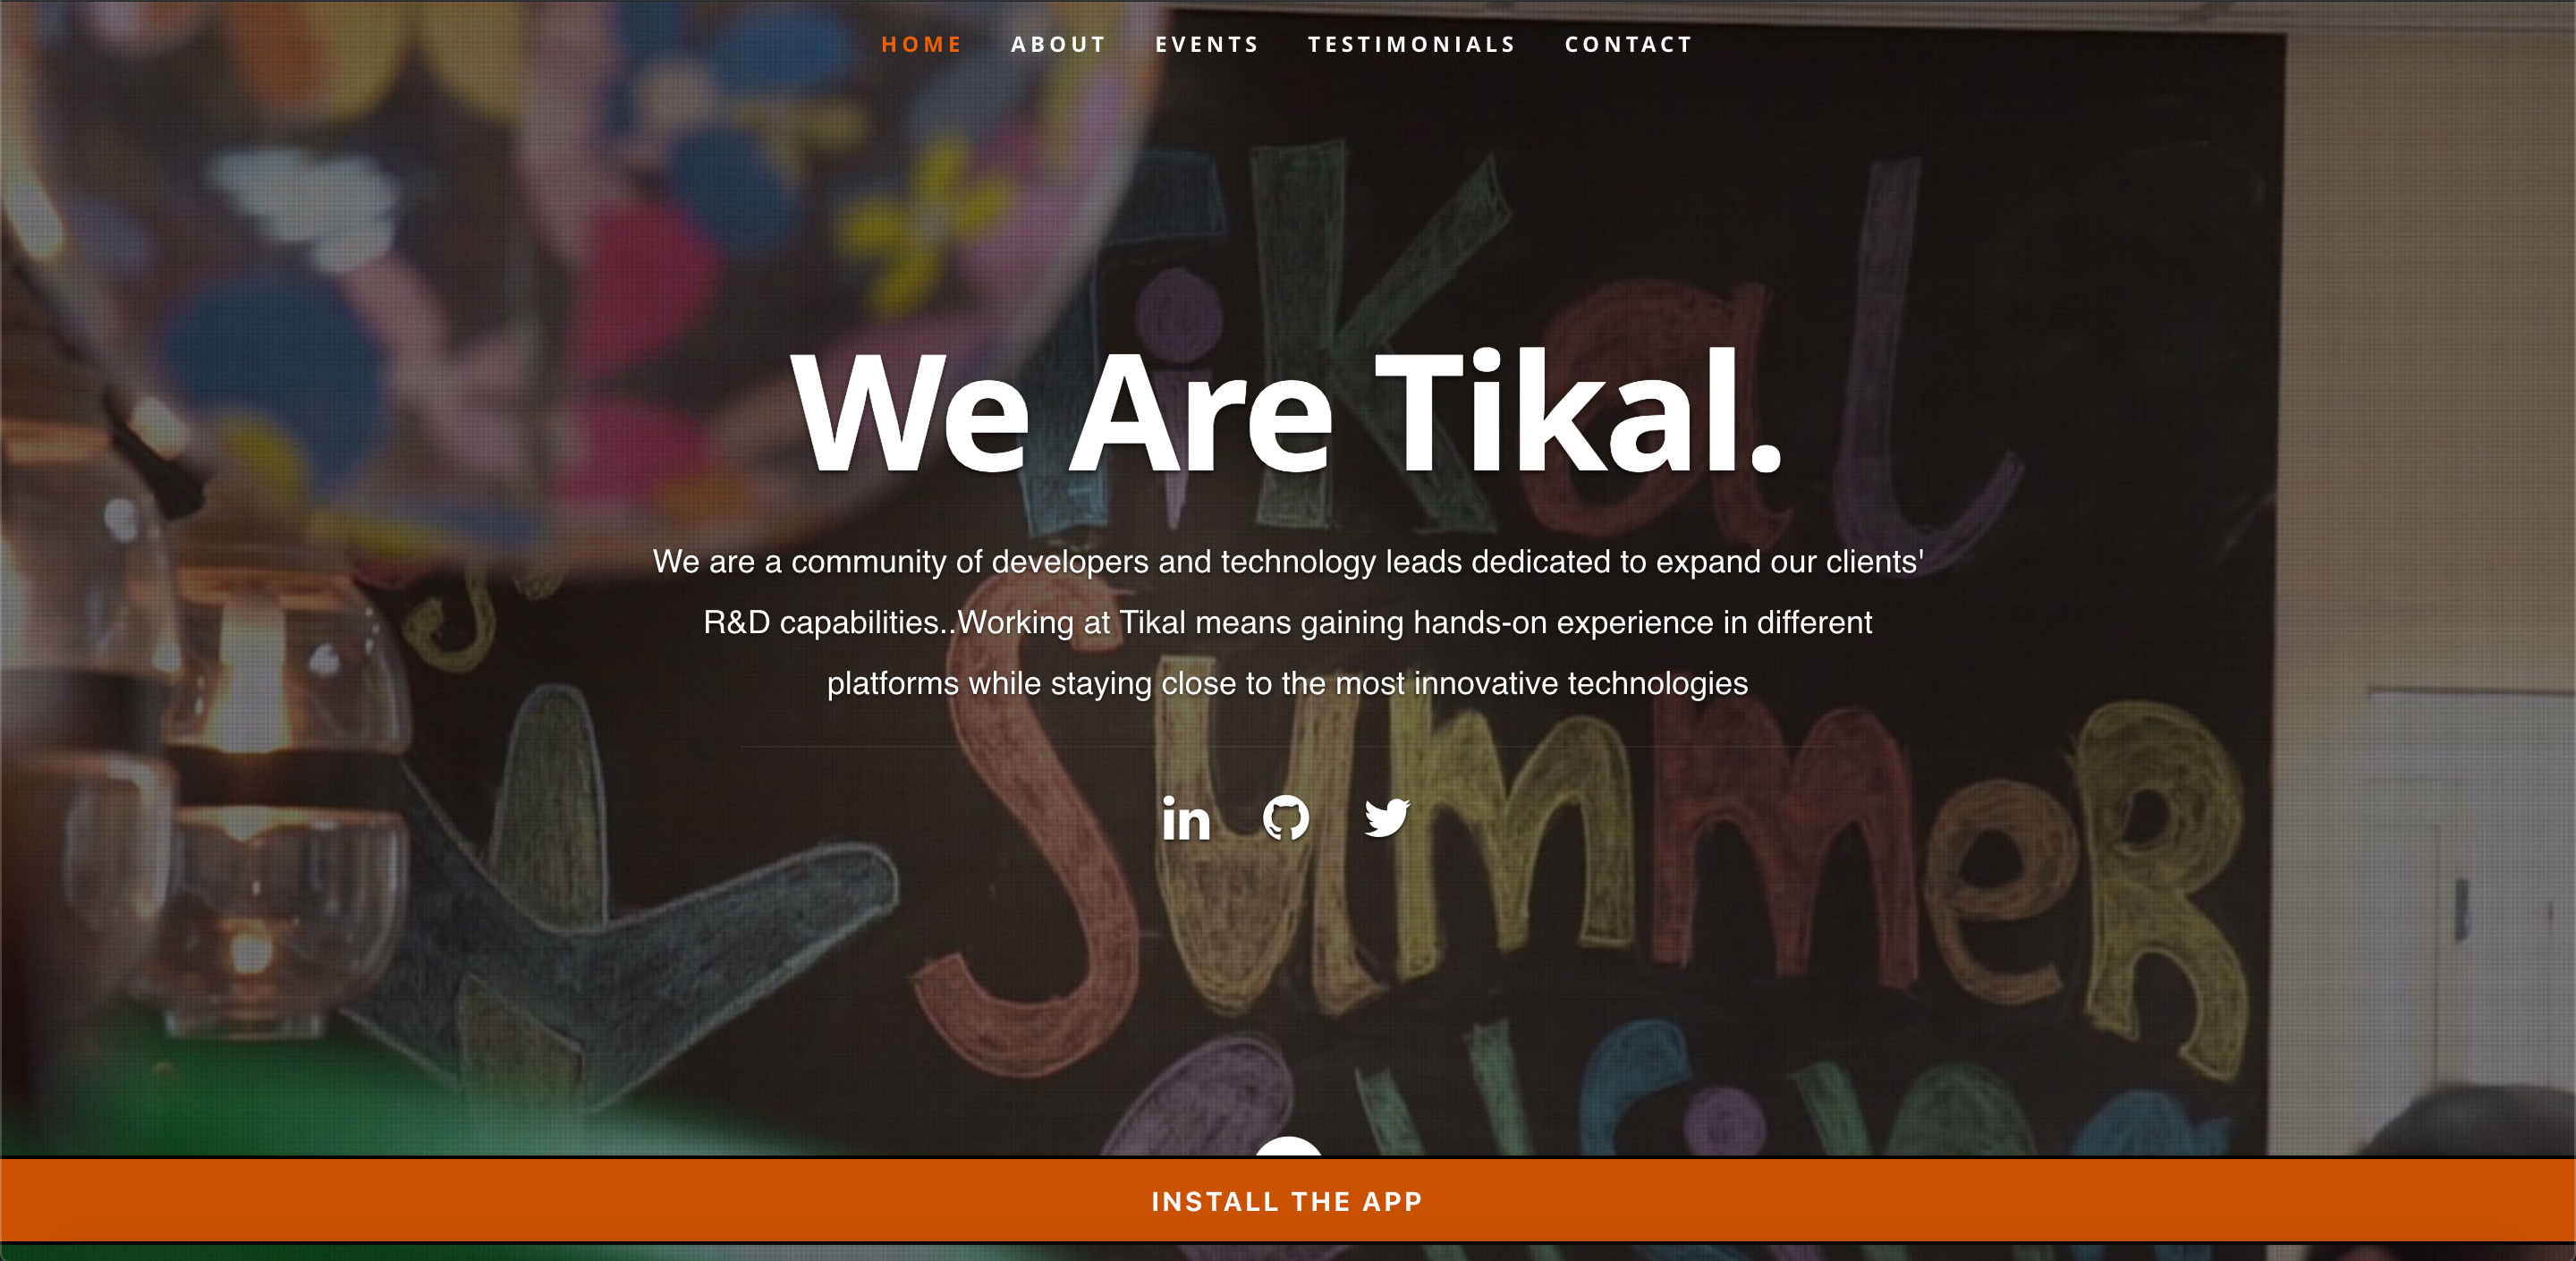 HOME ABOUT EVENTS TESTIMONIALS CONTACT
TiKal
We Are Tikal.
We are a community of developers and technology leads dedicated to expand our clients'
R&D capabilities..Working at Tikal means gaining hands-on experience in different
platforms while staying close to the most innovative technologies
SummeR
in
INSTALL THE APP